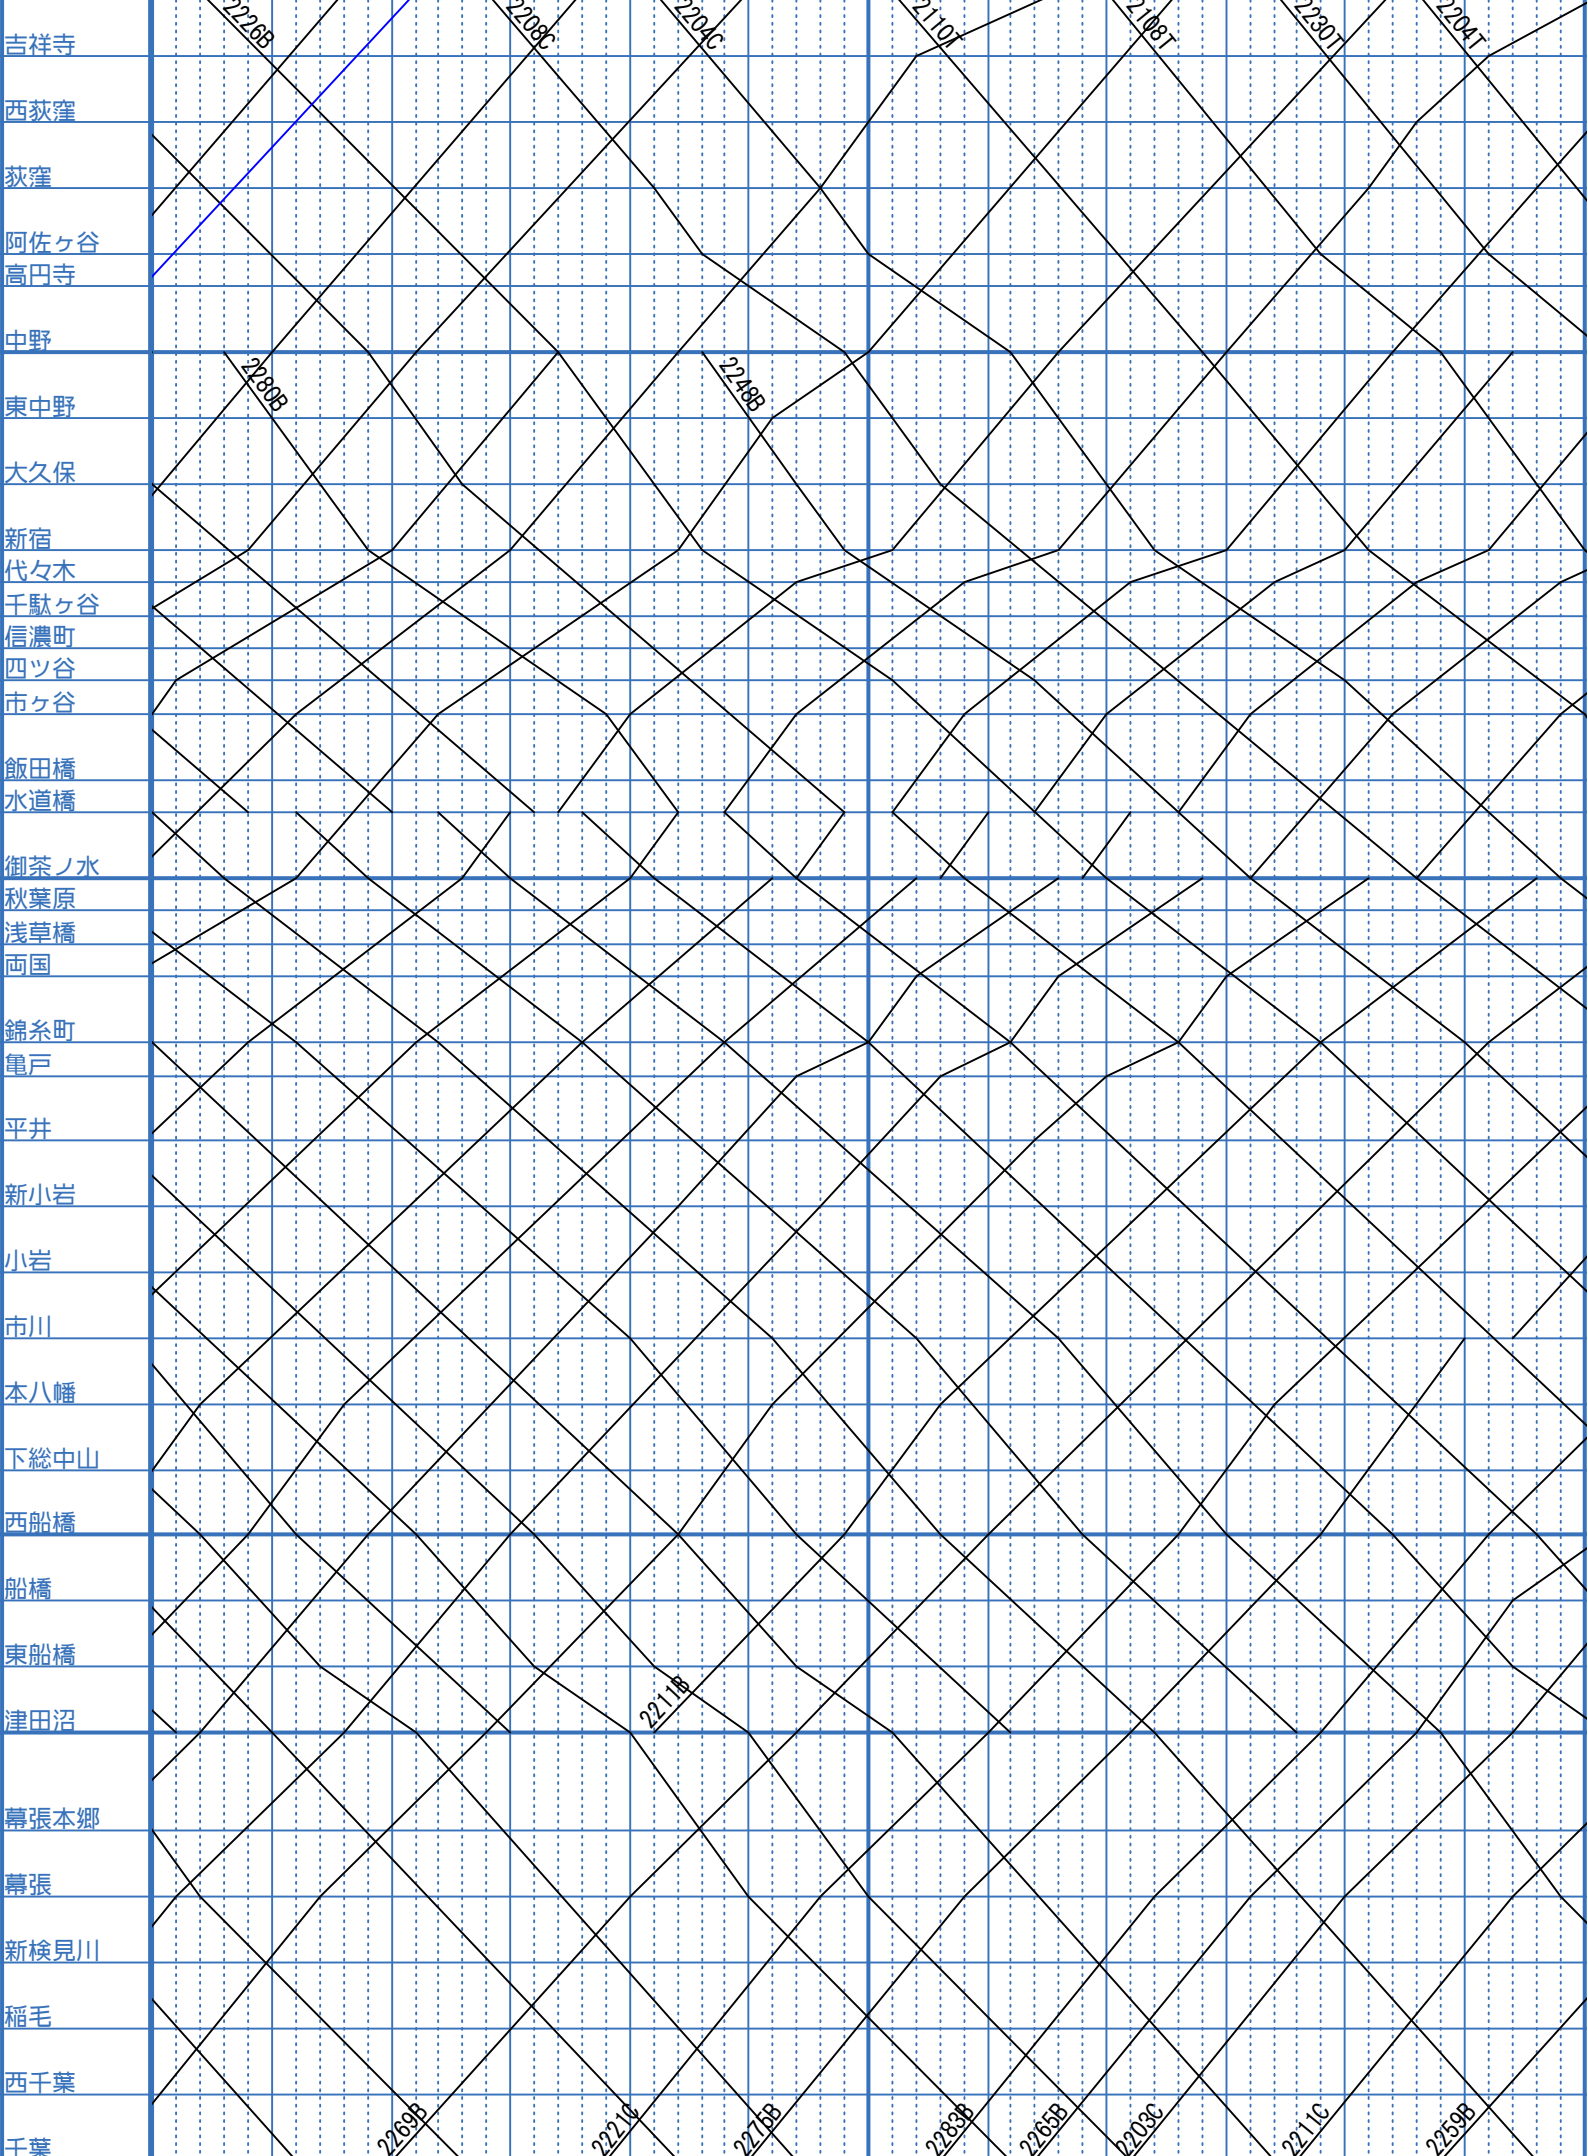 2226B
2208C
2204C
2110T
2108T
2230T
2204T
吉祥寺
西荻窪
荻窪
阿佐ヶ谷
高円寺
中野
2280B
2248B
東中野
大久保
新宿
代々木
千駄ヶ谷
信濃町
四ツ谷
市ヶ谷
飯田橋
水道橋
御茶ノ水
秋葉原
浅草橋
両国
錦糸町
亀戸
平井
新小岩
小岩
市川
本八幡
下総中山
西船橋
船橋
東船橋
2211B
津田沼
幕張本郷
幕張
新検見川
稲毛
西千葉
千葉
2269B
2221C
2275B
2283B
2265B
2203C
2211C
2259B